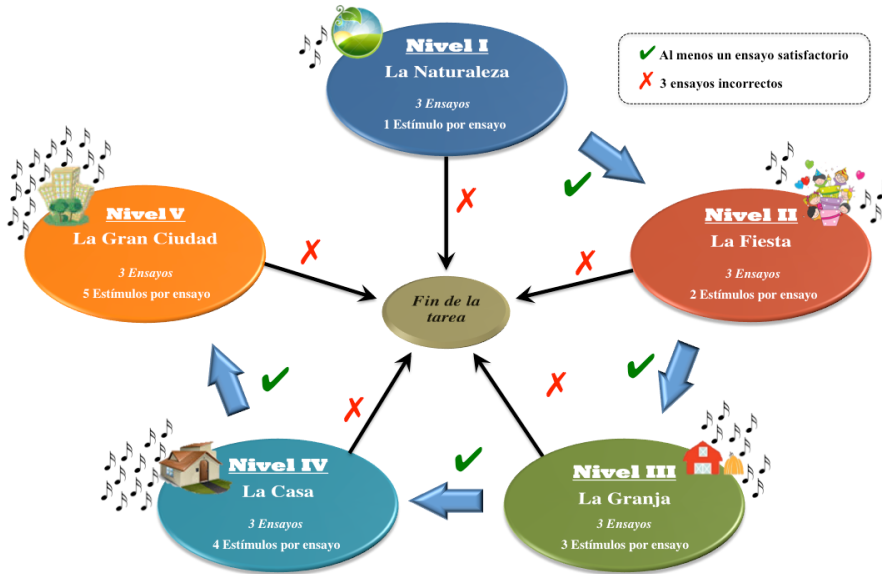 Nivel I
La Naturaleza
3 Ensayos
1 Estímulo por ensayo
Al menos un ensayo satisfactorio
3 ensayos incorrectos
Nivel II
La Fiesta
3 Ensayos
2 Estímulos por ensayo
Nivel V
La Gran Ciudad
3 Ensayos
5 Estímulos por ensayo
Fin de la
tarea
Nivel IV
La Casa
3 Ensayos
4 Estímulos por ensayo
Nivel III
La Granja
3 Ensayos
3 Estímulos por ensayo